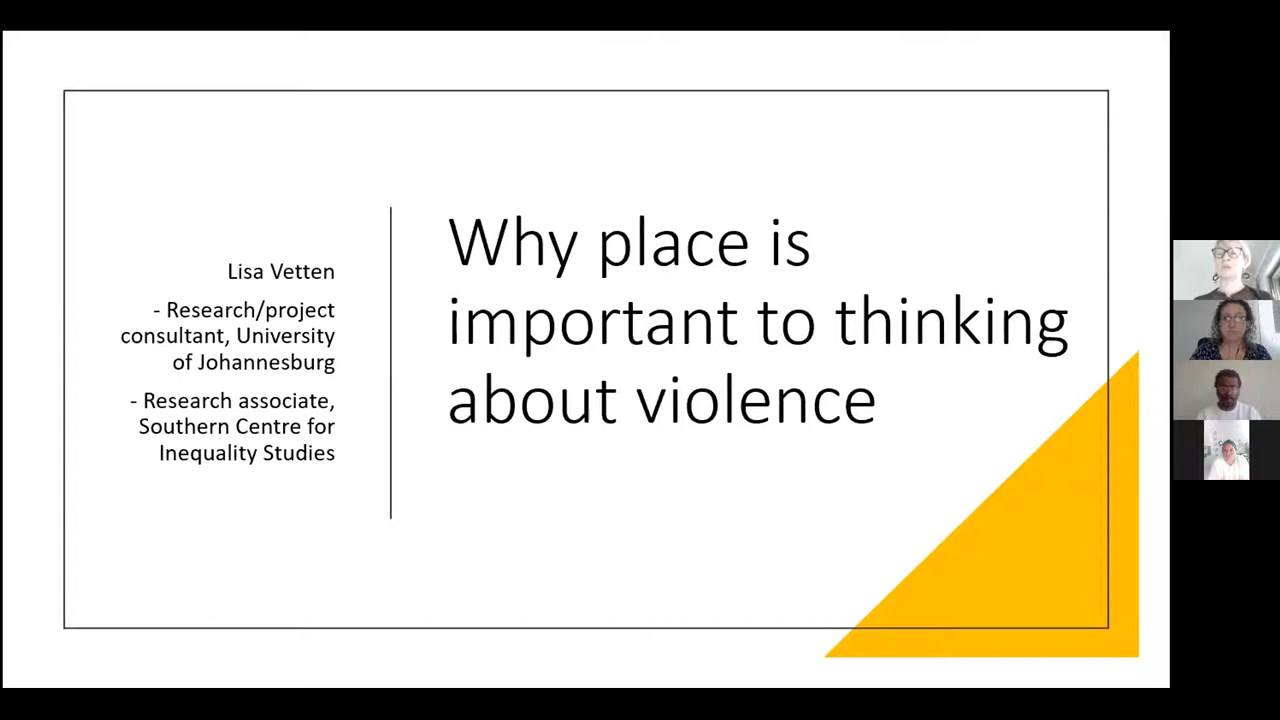 Lisa Vetten
- Research/project
consultant, University
of Johannesburg
- Research associate,
Southern Centre for
Inequality Studies
Why place is
important to thinking
about violence